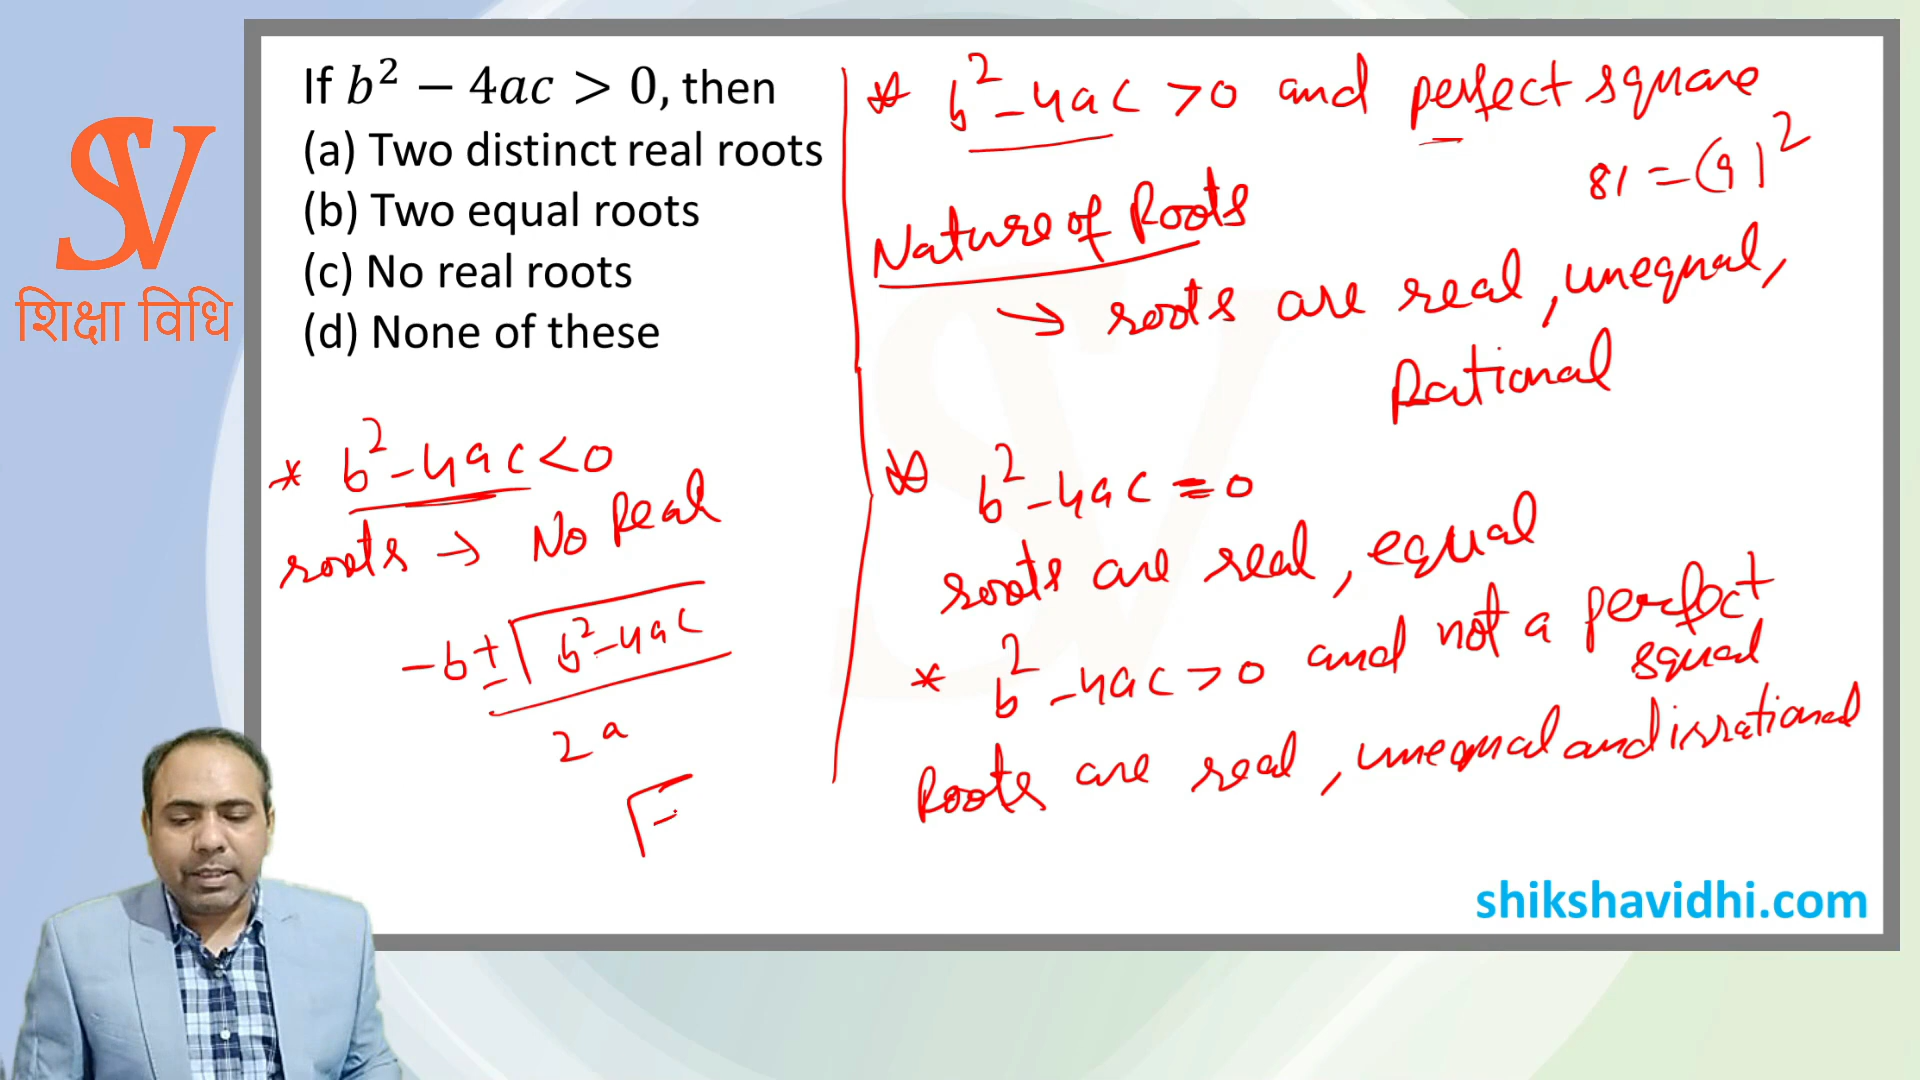 SV
शिक्षा विधि
If b² − 4ac > 0, then
(a) Two distinct real roots
(b) Two equal roots
(c) No real roots
(d) None of these
* b²-4ac<0
roots → No Real
-b±√b²-4ac
2a
√-
* b²-4ac >0 and perfect square
81 = (9)²
Nature of Roots
→ roots are real, unequal,
Rational
* b²-4ac = 0
roots are real, equal
* b²-4ac>0 and not a perfect
Roots are real, unequal and irrational
shikshavidhi.com